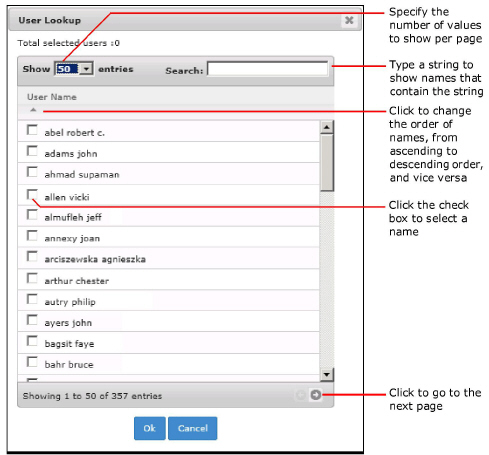 User Lookup
Total selected users :0
Show 50 entries Search:
User Name
abel robert c.
adams john
ahmad supaman
allen vicki
almufleh jeff
annexy joan
arciszewska agnieszka
arthur chester
autry philip
ayers john
bagsit faye
bahr bruce
Showing 1 to 50 of 357 entries
Ok Cancel
Specify the
number of values
to show per page
Type a string to
show names that
contain the string
Click to change
the order of
names, from
ascending to
descending order,
and vice versa
Click the check
box to select a
name
Click to go to the
next page